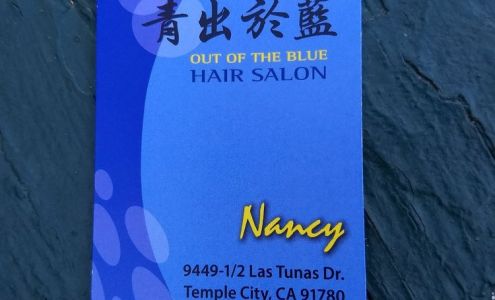 青出於藍
OUT OF THE BLUE
HAIR SALON
Nancy
9449-1/2 Las Tunas Dr.
Temple City, CA 91780